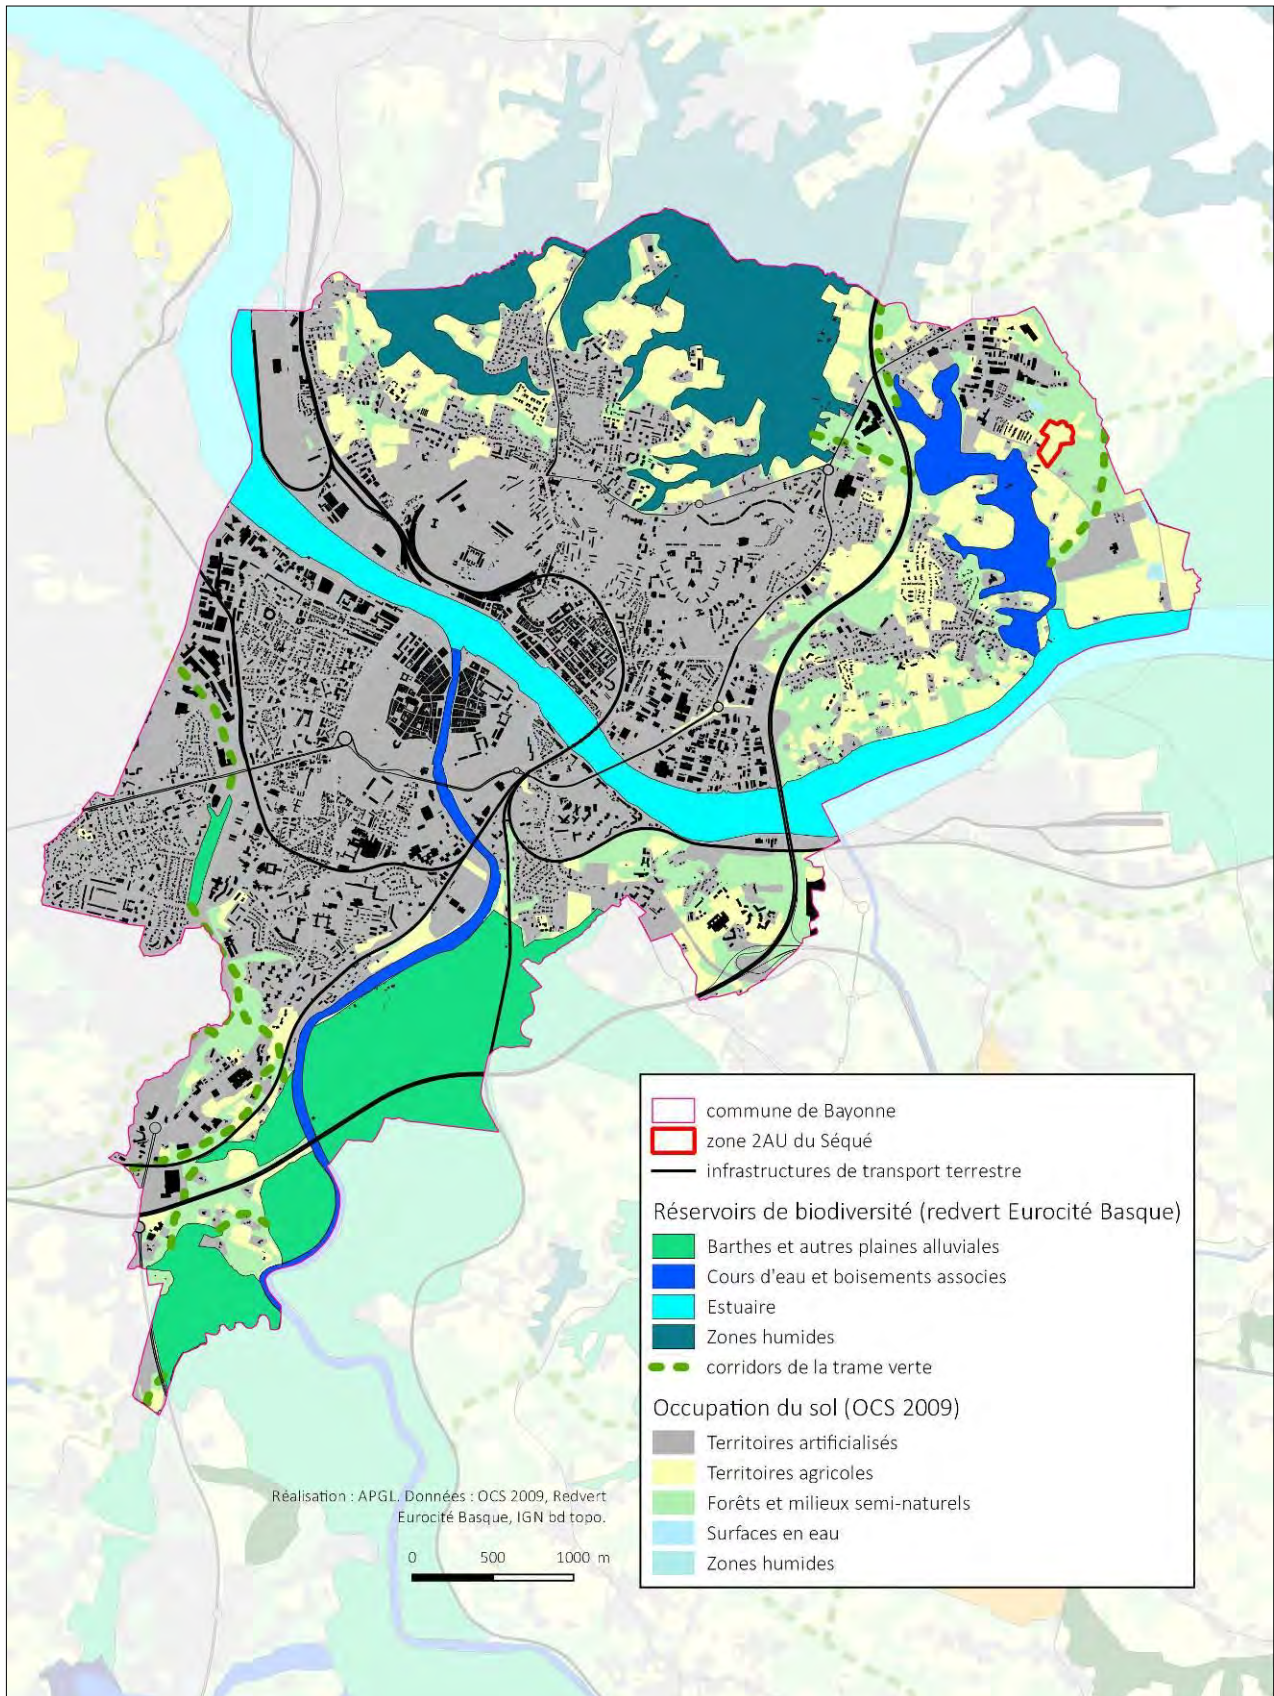 commune de Bayonne
zone 2AU du Séqué
infrastructures de transport terrestre
Réservoirs de biodiversité (redvert Eurocité Basque)
Barthes et autres plaines alluviales
Cours d'eau et boisements associes
Estuaire
Zones humides
corridors de la trame verte
Occupation du sol (OCS 2009)
Territoires artificialisés
Territoires agricoles
Forêts et milieux semi-naturels
Surfaces en eau
Zones humides
Réalisation : APGL. Données : OCS 2009, Redvert
Eurocité Basque, IGN bd topo.
0 500 1000 m